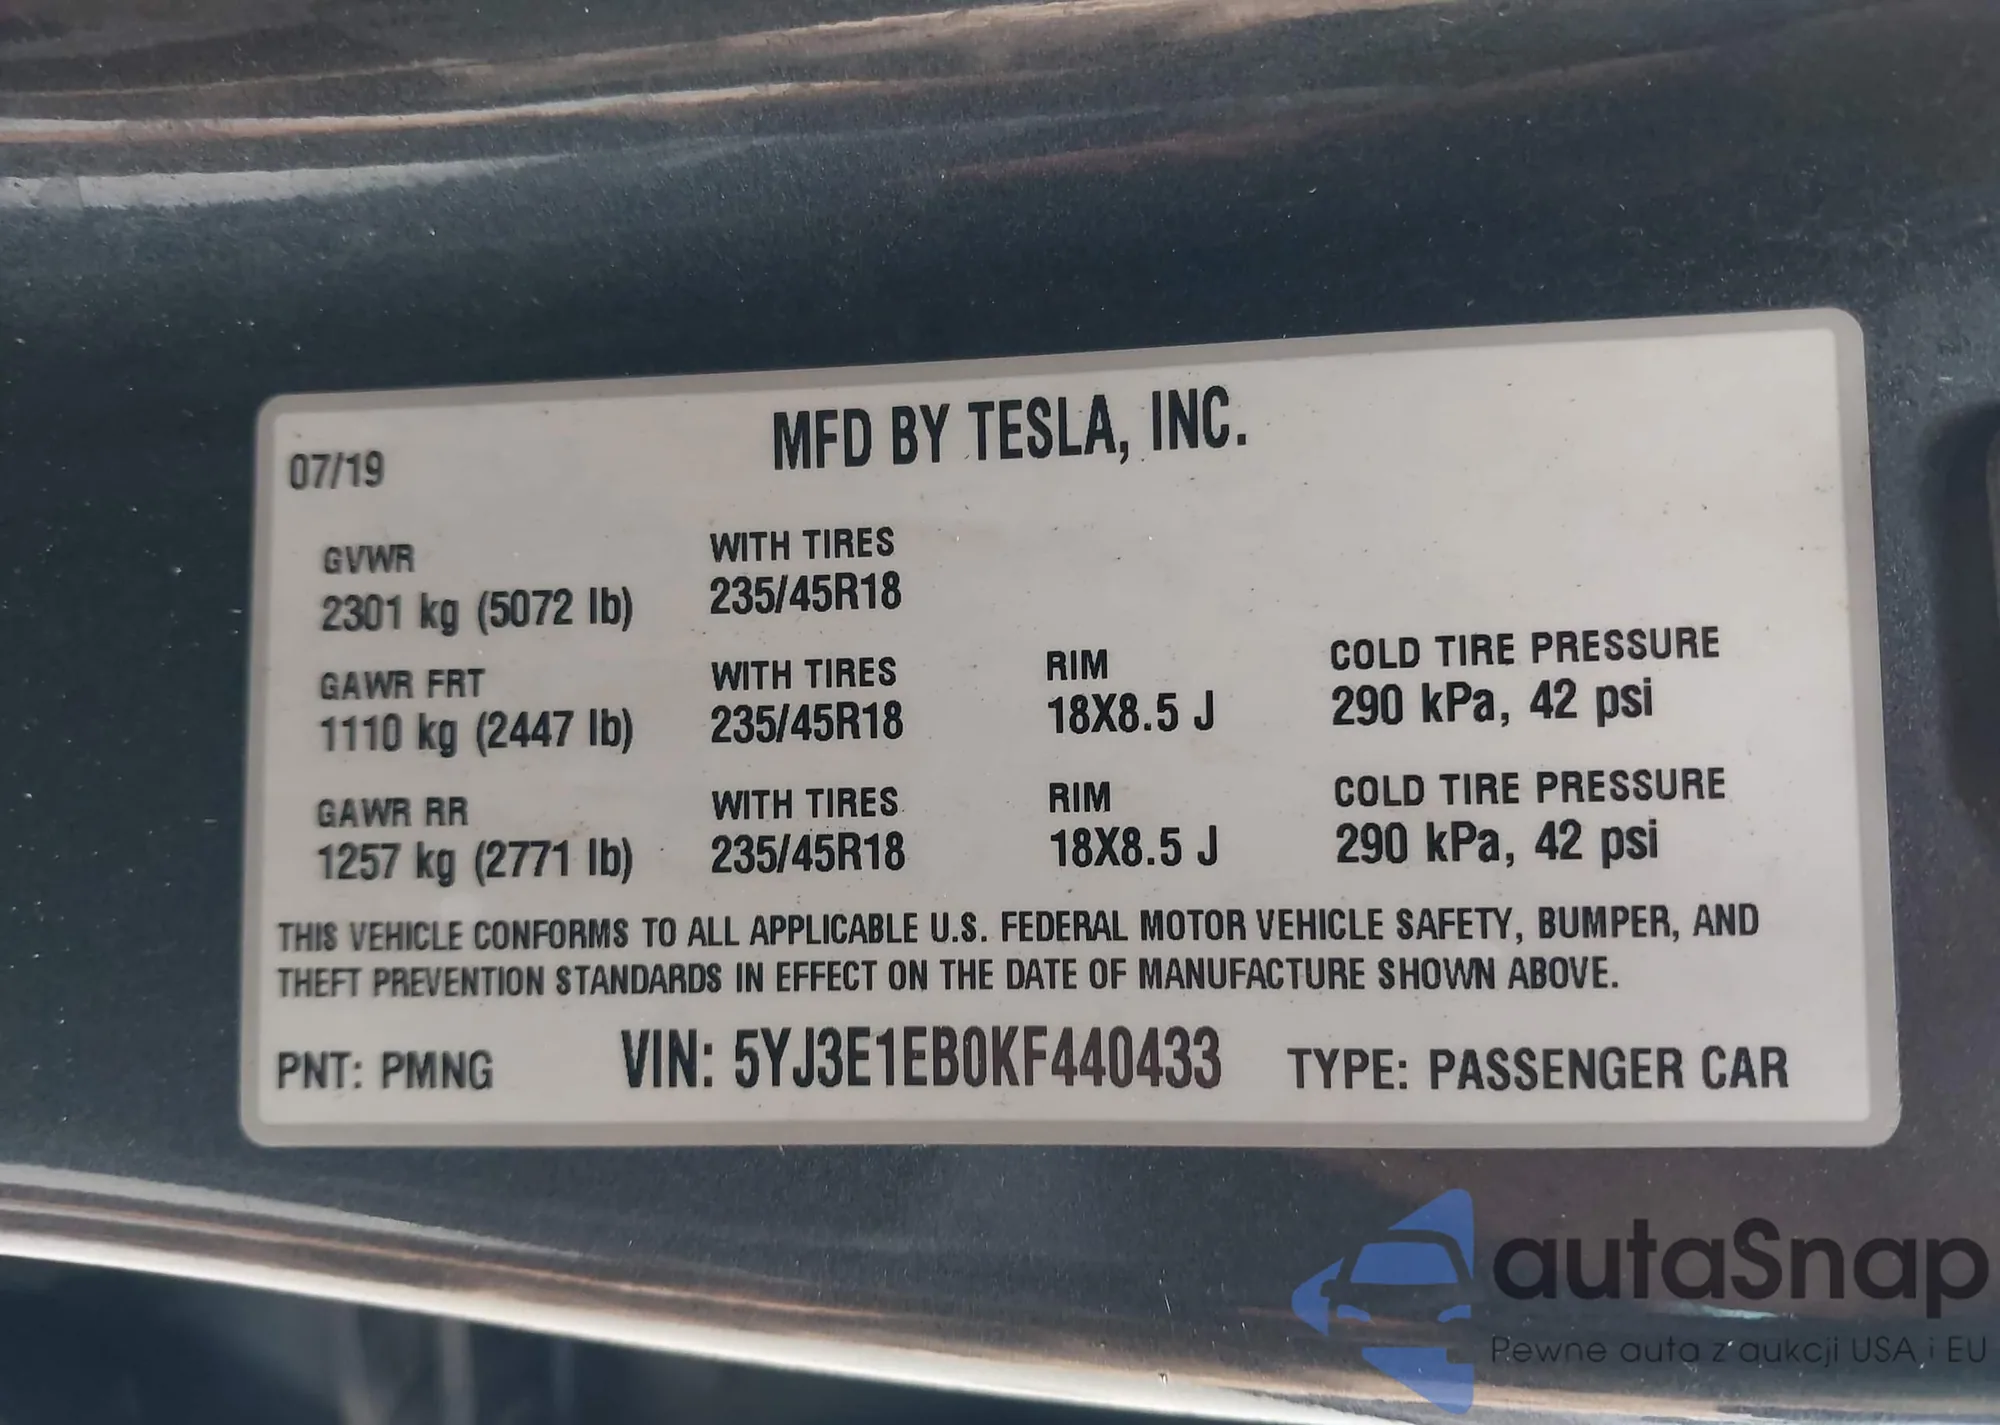 MFD BY TESLA, INC.
07/19
GVWR WITH TIRES
2301 kg (5072 lb) 235/45R18
GAWR FRT WITH TIRES RIM COLD TIRE PRESSURE
1110 kg (2447 lb) 235/45R18 18X8.5 J 290 kPa, 42 psi
GAWR RR WITH TIRES RIM COLD TIRE PRESSURE
1257 kg (2771 lb) 235/45R18 18X8.5 J 290 kPa, 42 psi
THIS VEHICLE CONFORMS TO ALL APPLICABLE U.S. FEDERAL MOTOR VEHICLE SAFETY, BUMPER, AND
THEFT PREVENTION STANDARDS IN EFFECT ON THE DATE OF MANUFACTURE SHOWN ABOVE.
PNT: PMNG VIN: 5YJ3E1EB0KF440433 TYPE: PASSENGER CAR
autaSnap
Pewne auta z aukcji USA i EU